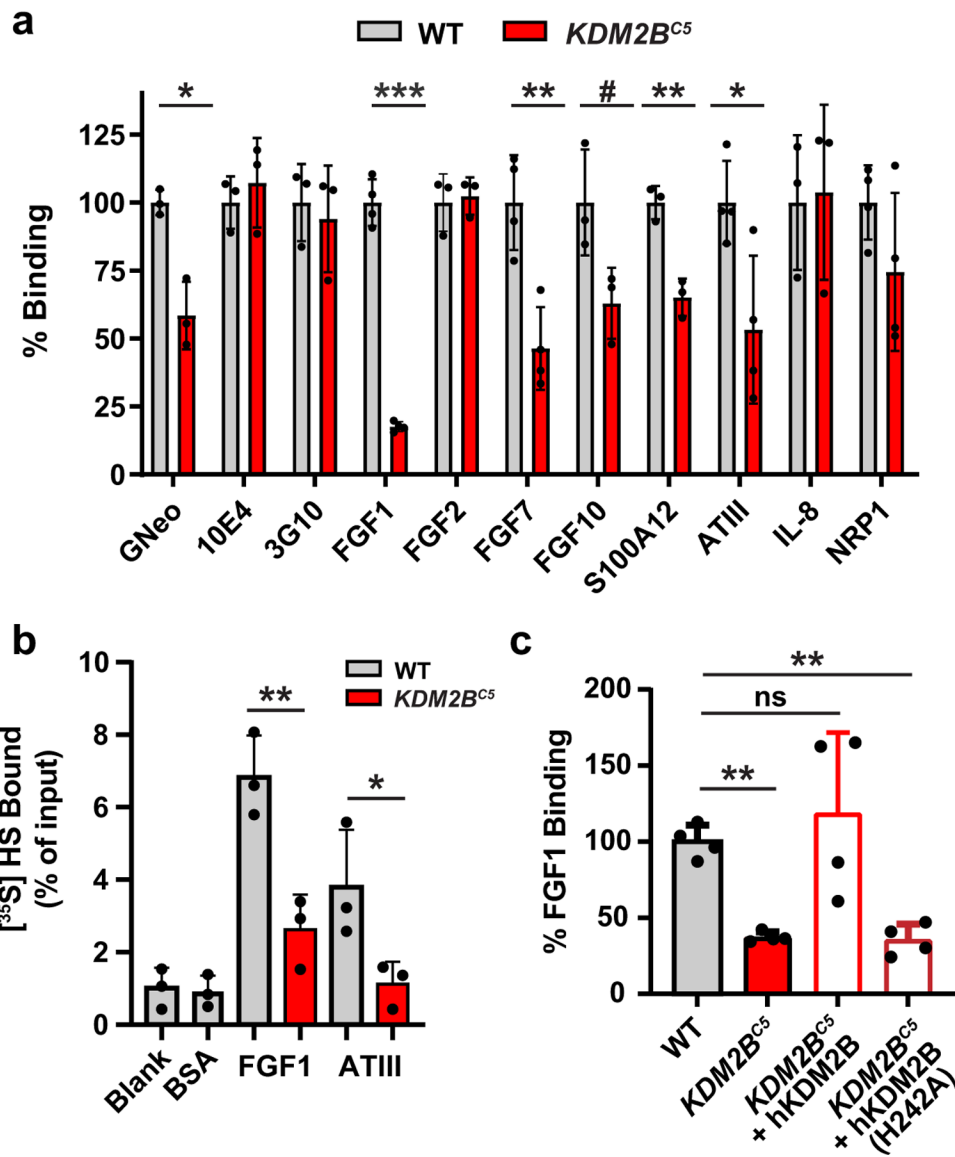 a
WT KDM2B^C5
* *** ** # ** *
% Binding
125
100
75
50
25
0
GNeo 10E4 3G10 FGF1 FGF2 FGF7 FGF10 S100A12 ATIII IL-8 NRP1
b
WT
KDM2B^C5
[³⁵S] HS Bound
(% of input)
10
8
6
4
2
0
** *
Blank BSA FGF1 ATIII
c
% FGF1 Binding
200
150
100
50
0
**
ns
**
WT
KDM2B^C5
KDM2B^C5
+ hKDM2B
KDM2B^C5
+ hKDM2B
(H242A)